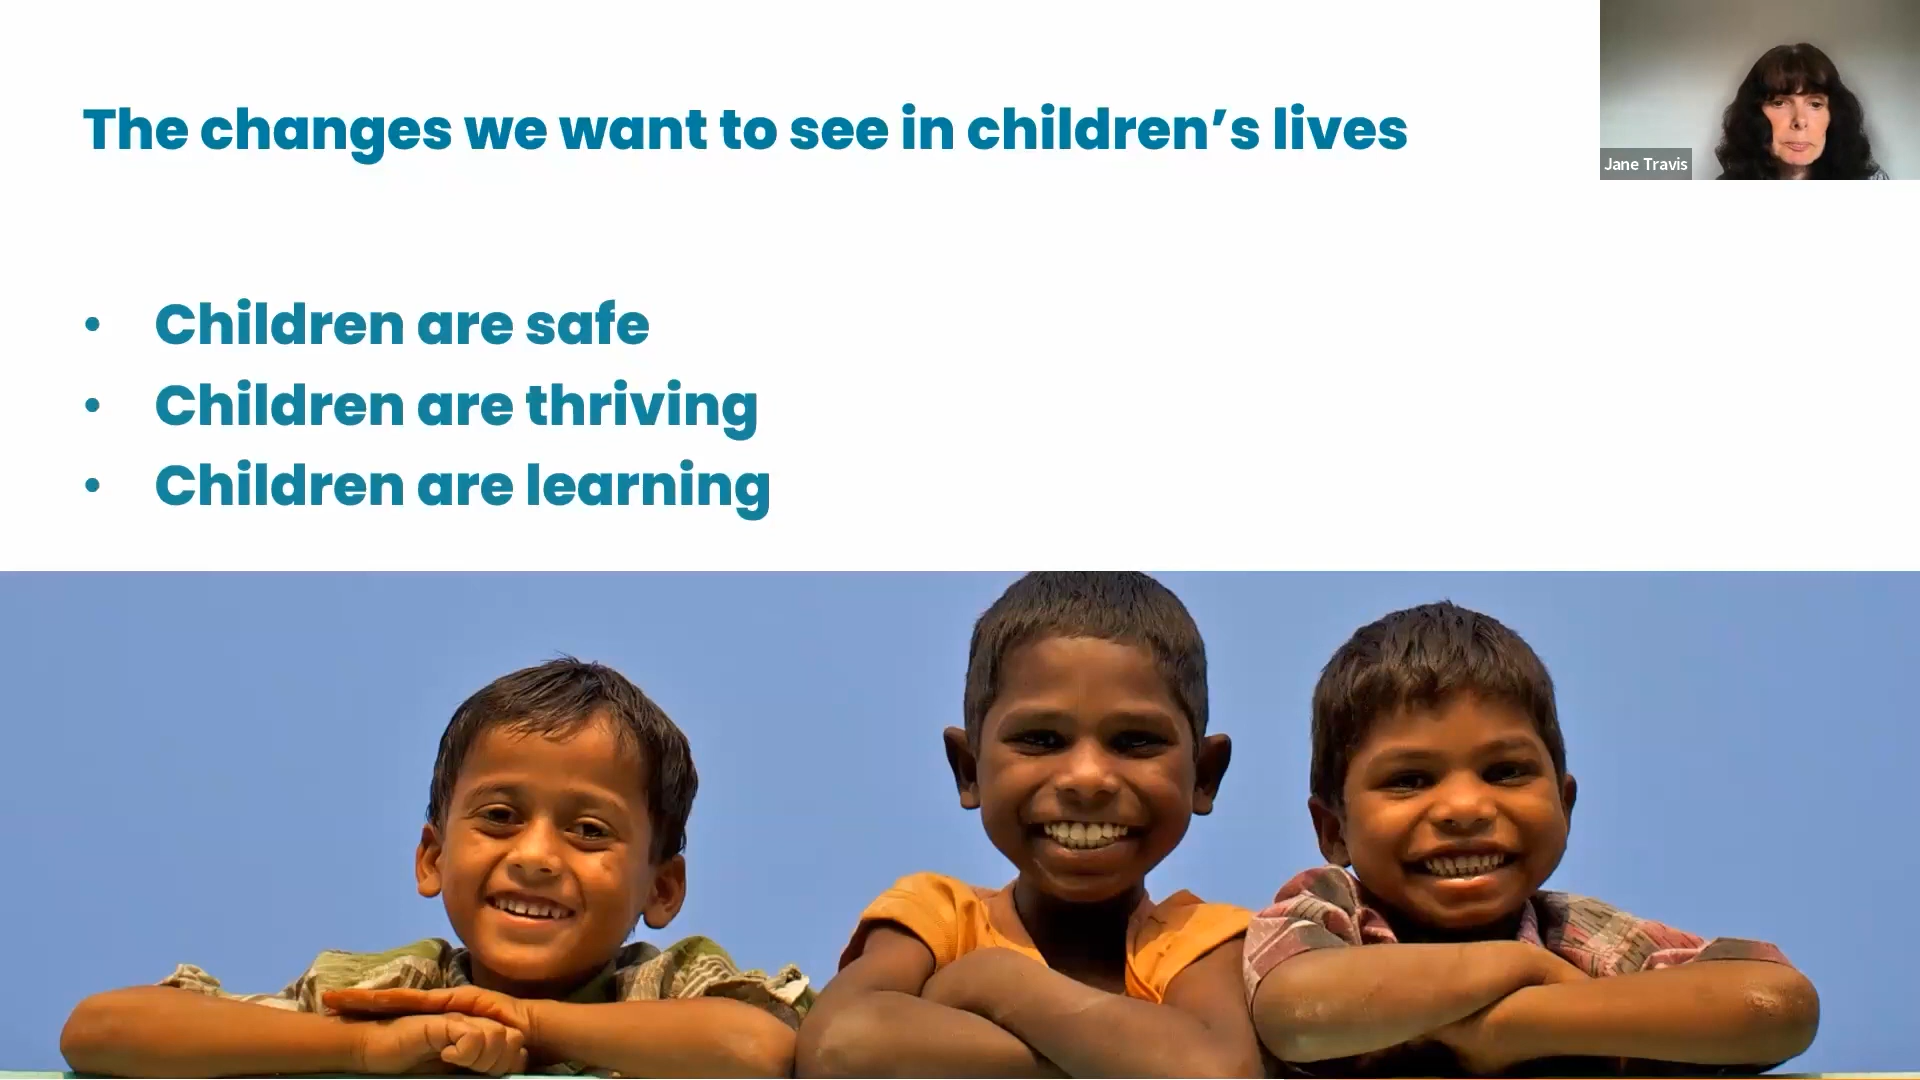 The changes we want to see in children’s lives
Jane Travis
• Children are safe
• Children are thriving
• Children are learning